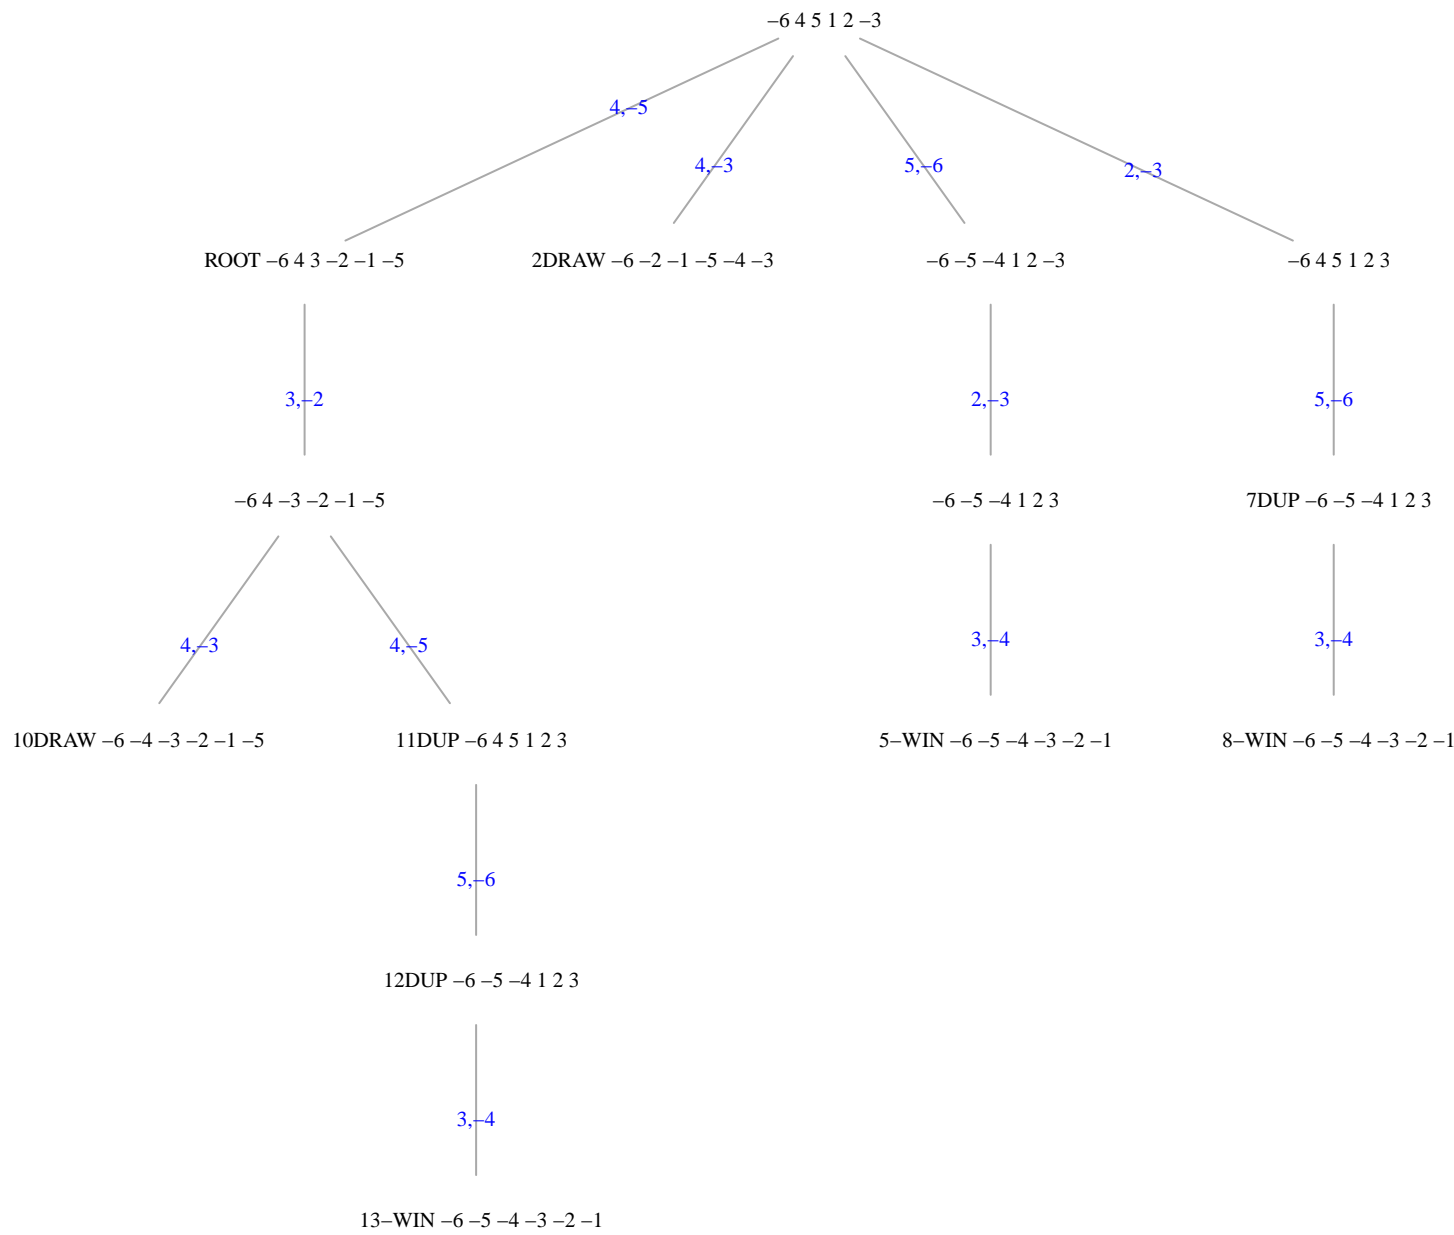 −6 4 5 1 2 −3
4,−5
4,−3
5,−6
2,−3
ROOT −6 4 3 −2 −1 −5
2DRAW −6 −2 −1 −5 −4 −3
−6 −5 −4 1 2 −3
−6 4 5 1 2 3
3,−2
2,−3
5,−6
−6 4 −3 −2 −1 −5
−6 −5 −4 1 2 3
7DUP −6 −5 −4 1 2 3
4,−3
4,−5
3,−4
3,−4
10DRAW −6 −4 −3 −2 −1 −5
11DUP −6 4 5 1 2 3
5−WIN −6 −5 −4 −3 −2 −1
8−WIN −6 −5 −4 −3 −2 −1
5,−6
12DUP −6 −5 −4 1 2 3
3,−4
13−WIN −6 −5 −4 −3 −2 −1